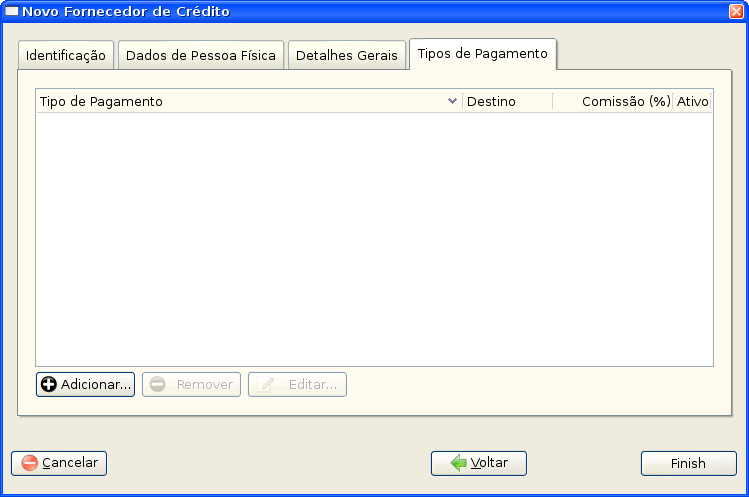 Novo Fornecedor de Crédito
Identificação Dados de Pessoa Física Detalhes Gerais Tipos de Pagamento
Tipo de Pagamento Destino Comissão (%) Ativo
Adicionar... Remover Editar...
Cancelar Voltar Finish